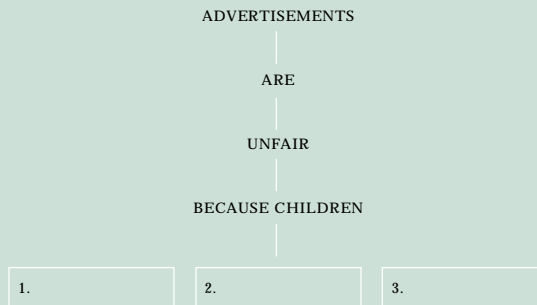 ADVERTISEMENTS
ARE
UNFAIR
BECAUSE CHILDREN
1. 2. 3.